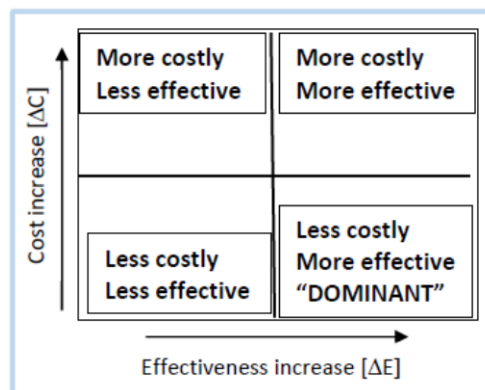 Cost increase [ΔC]
More costly
Less effective
More costly
More effective
Less costly
Less effective
Less costly
More effective
“DOMINANT”
Effectiveness increase [ΔE]